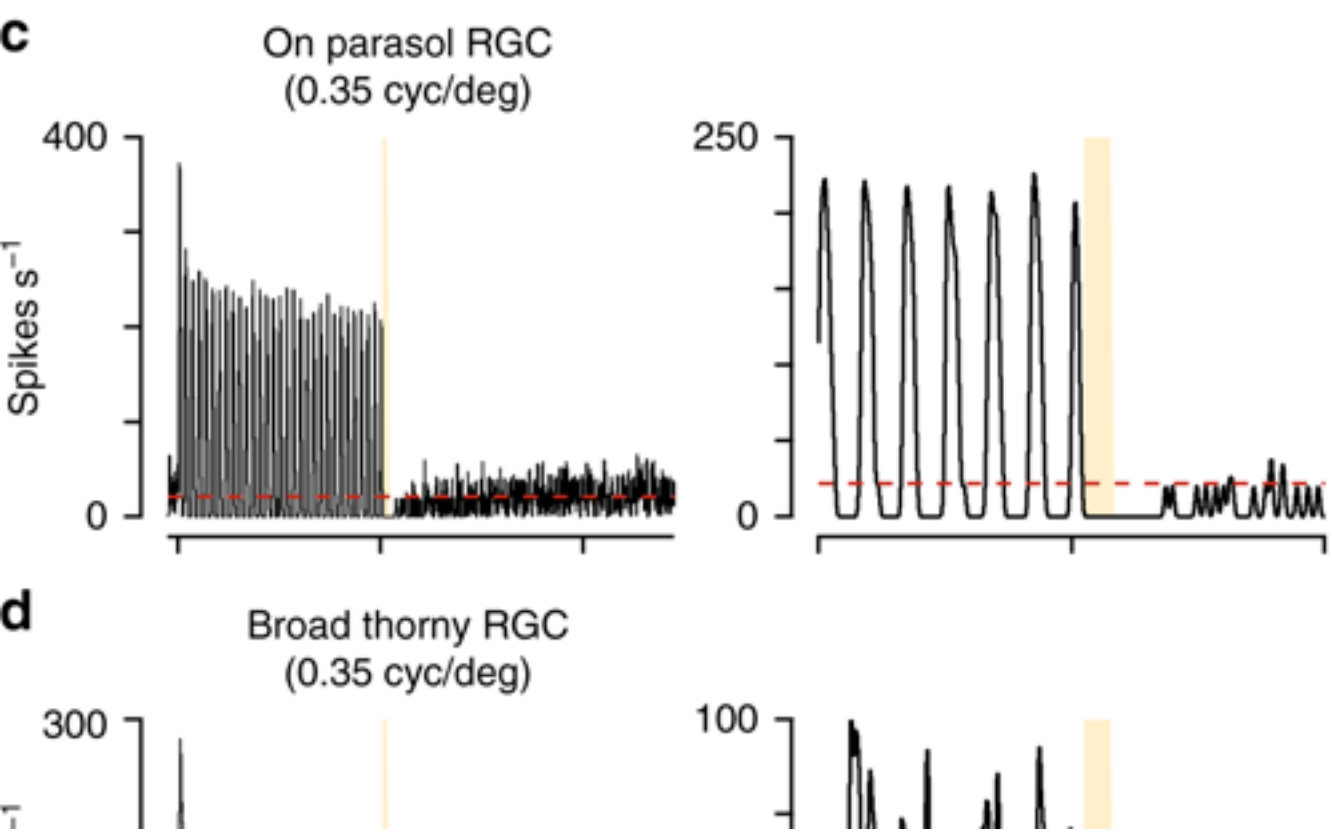 c
On parasol RGC
(0.35 cyc/deg)
400
250
Spikes s⁻¹
0
0
d
Broad thorny RGC
(0.35 cyc/deg)
300
100
⁻¹